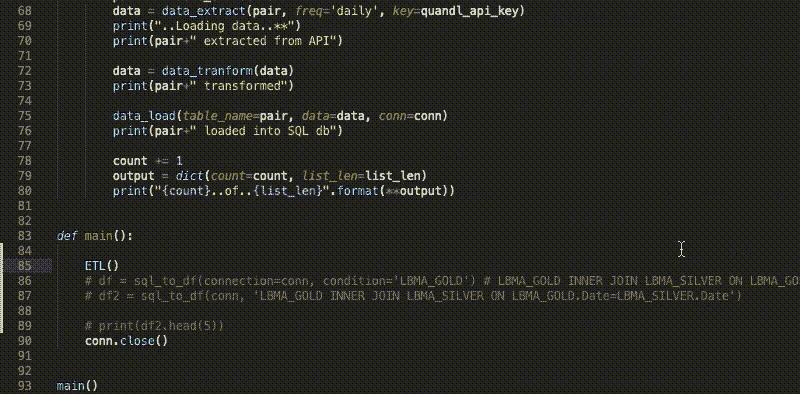 68 data = data_extract(pair, freq='daily', key=quandl_api_key)
69 print("..Loading data..**")
70 print(pair+" extracted from API")
71
72 data = data_tranform(data)
73 print(pair+" transformed")
74
75 data_load(table_name=pair, data=data, conn=conn)
76 print(pair+" loaded into SQL db")
77
78 count += 1
79 output = dict(count=count, list_len=list_len)
80 print("{count}..of..{list_len}".format(**output))
81
82
83 def main():
84
85 ETL()
86 # df = sql_to_df(connection=conn, condition='LBMA_GOLD') # LBMA_GOLD INNER JOIN LBMA_SILVER ON LBMA_GO
87 # df2 = sql_to_df(conn, 'LBMA_GOLD INNER JOIN LBMA_SILVER ON LBMA_GOLD.Date=LBMA_SILVER.Date')
88
89 # print(df2.head(5))
90 conn.close()
91
92
93 main()